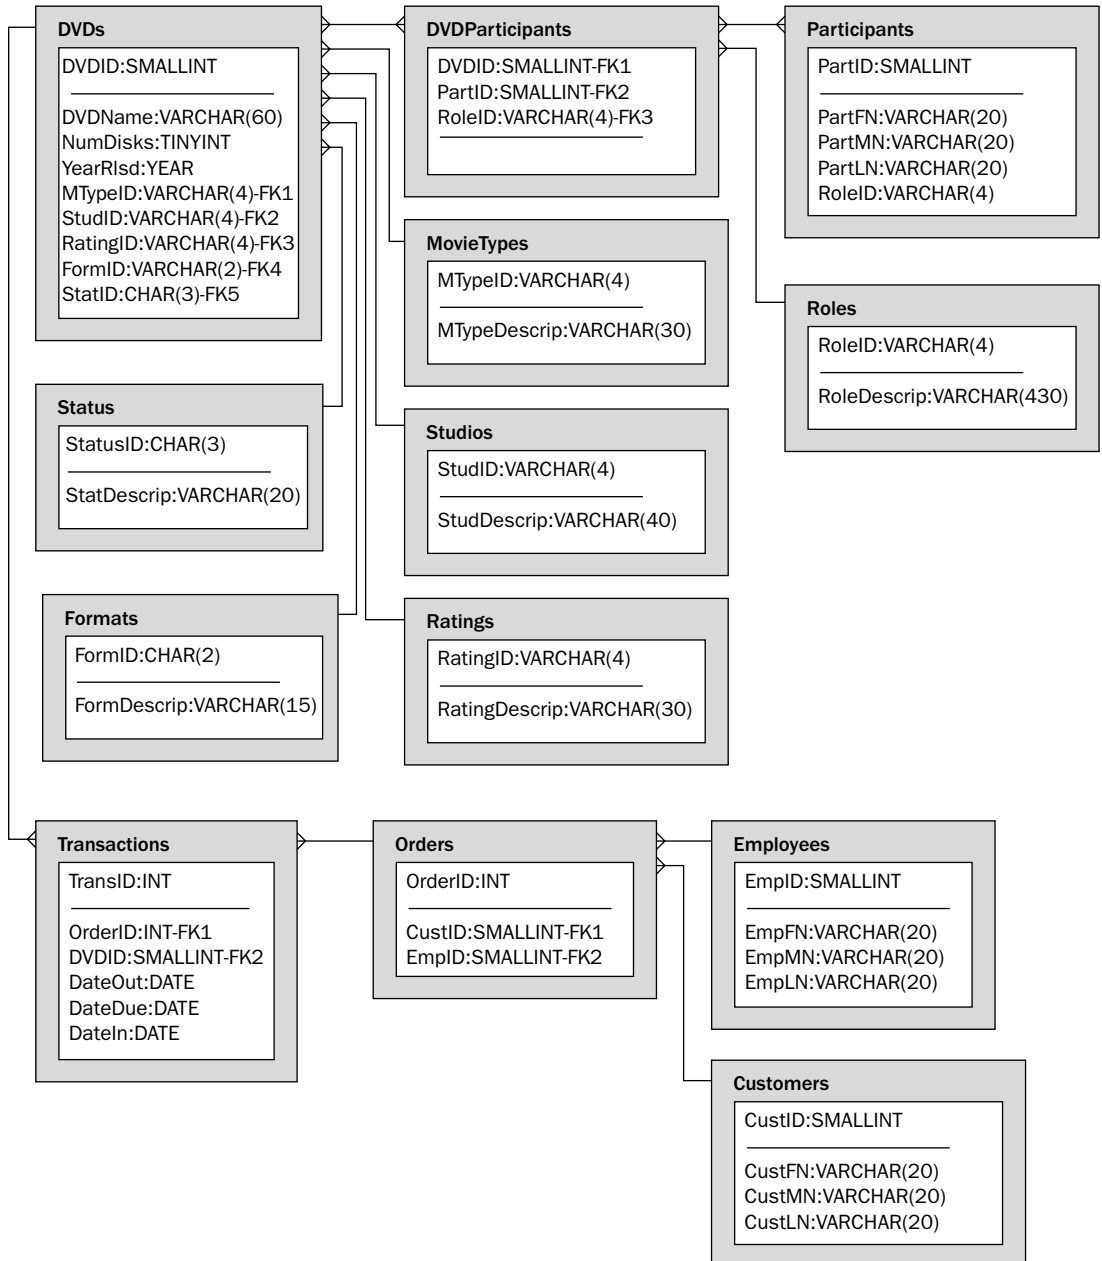 DVDs
DVDID:SMALLINT
DVDName:VARCHAR(60)
NumDisks:TINYINT
YearRlsd:YEAR
MTypeID:VARCHAR(4)-FK1
StudID:VARCHAR(4)-FK2
RatingID:VARCHAR(4)-FK3
FormID:VARCHAR(2)-FK4
StatID:CHAR(3)-FK5
DVDParticipants
DVDID:SMALLINT-FK1
PartID:SMALLINT-FK2
RoleID:VARCHAR(4)-FK3
Participants
PartID:SMALLINT
PartFN:VARCHAR(20)
PartMN:VARCHAR(20)
PartLN:VARCHAR(20)
RoleID:VARCHAR(4)
MovieTypes
MTypeID:VARCHAR(4)
MTypeDescrip:VARCHAR(30)
Roles
RoleID:VARCHAR(4)
RoleDescrip:VARCHAR(430)
Status
StatusID:CHAR(3)
StatDescrip:VARCHAR(20)
Studios
StudID:VARCHAR(4)
StudDescrip:VARCHAR(40)
Formats
FormID:CHAR(2)
FormDescrip:VARCHAR(15)
Ratings
RatingID:VARCHAR(4)
RatingDescrip:VARCHAR(30)
Transactions
TransID:INT
OrderID:INT-FK1
DVDID:SMALLINT-FK2
DateOut:DATE
DateDue:DATE
DateIn:DATE
Orders
OrderID:INT
CustID:SMALLINT-FK1
EmpID:SMALLINT-FK2
Employees
EmpID:SMALLINT
EmpFN:VARCHAR(20)
EmpMN:VARCHAR(20)
EmpLN:VARCHAR(20)
Customers
CustID:SMALLINT
CustFN:VARCHAR(20)
CustMN:VARCHAR(20)
CustLN:VARCHAR(20)